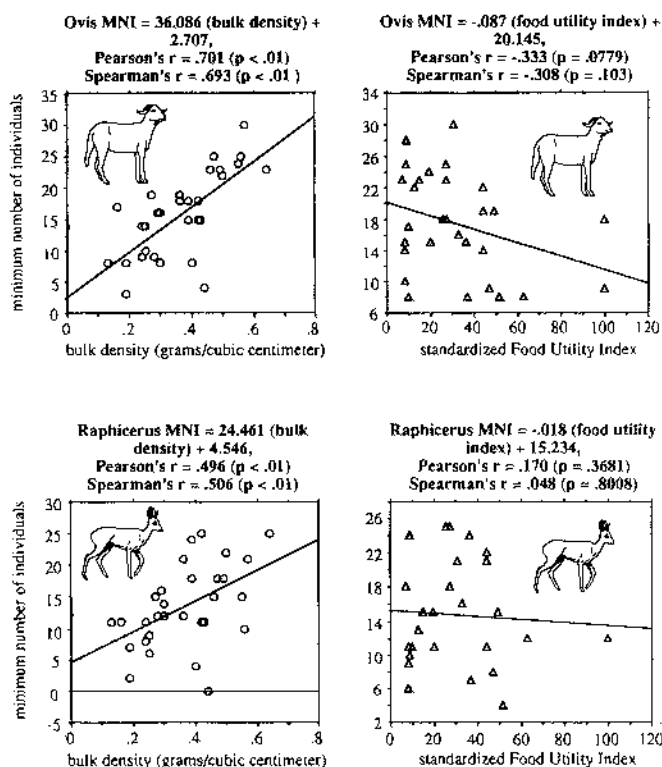 Ovis MNI = 36.086 (bulk density) +
2.707,
Pearson's r = .701 (p < .01)
Spearman's r = .693 (p < .01 )
35
30
25
20
15
10
5
0
0
.2
.4
.6
.8
minimum number of individuals
bulk density (grams/cubic centimeter)
Ovis MNI = -.087 (food utility index) +
20.145,
Pearson's r = -.333 (p = .0779)
Spearman's r = -.308 (p = .103)
34
30
26
22
18
14
10
6
0
20
40
60
80
100
120
standardized Food Utility Index
Raphicerus MNI = 24.461 (bulk
density) + 4.546,
Pearson's r = .496 (p < .01)
Spearman's r = .506 (p < .01)
30
25
20
15
10
5
0
-5
0
.2
.4
.6
.8
minimum number of individuals
bulk density (grams/cubic centimeter)
Raphicerus MNI = -.018 (food utility
index) + 15.234,
Pearson's r = .170 (p = .3681)
Spearman's r = .048 (p = .8008)
26
22
18
14
10
6
2
0
20
40
60
80
100
120
standardized Food Utility Index